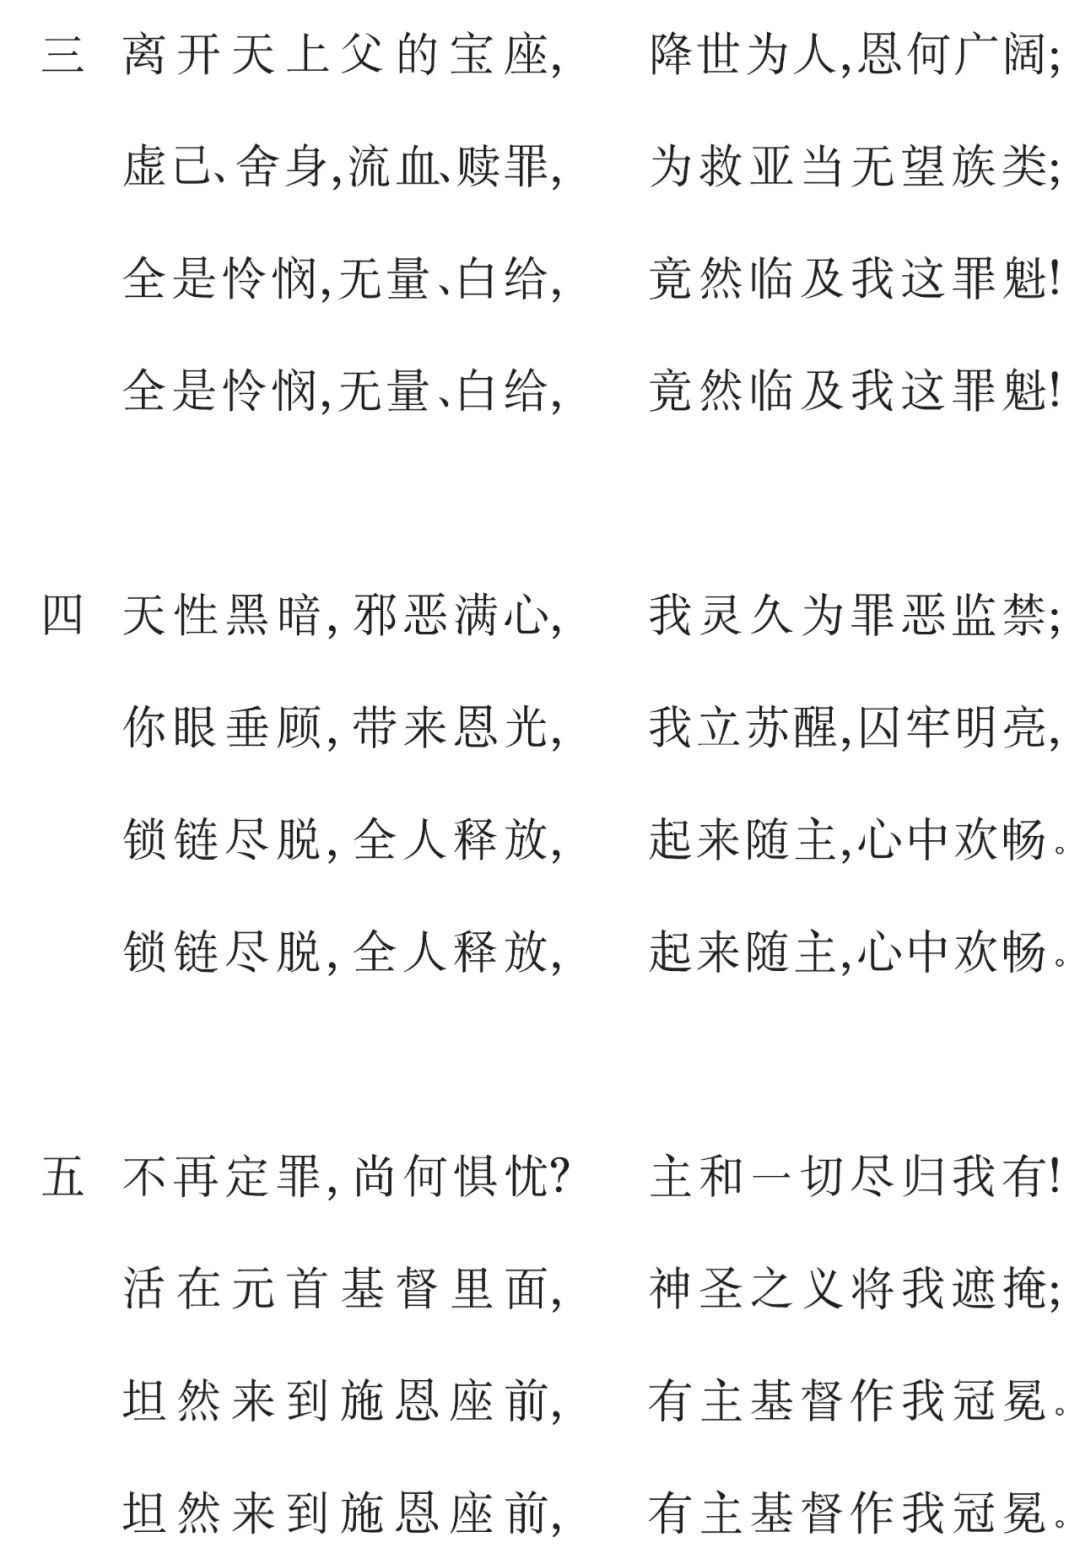 三 离开天上父的宝座, 降世为人,恩何广阔;
虚己、舍身,流血、赎罪, 为救亚当无望族类;
全是怜悯,无量、白给, 竟然临及我这罪魁!
全是怜悯,无量、白给, 竟然临及我这罪魁!
四 天性黑暗,邪恶满心, 我灵久为罪恶监禁;
你眼垂顾,带来恩光, 我立苏醒,囚牢明亮,
锁链尽脱,全人释放, 起来随主,心中欢畅。
锁链尽脱,全人释放, 起来随主,心中欢畅。
五 不再定罪,尚何惧忧? 主和一切尽归我有!
活在元首基督里面, 神圣之义将我遮掩;
坦然来到施恩座前, 有主基督作我冠冕。
坦然来到施恩座前, 有主基督作我冠冕。